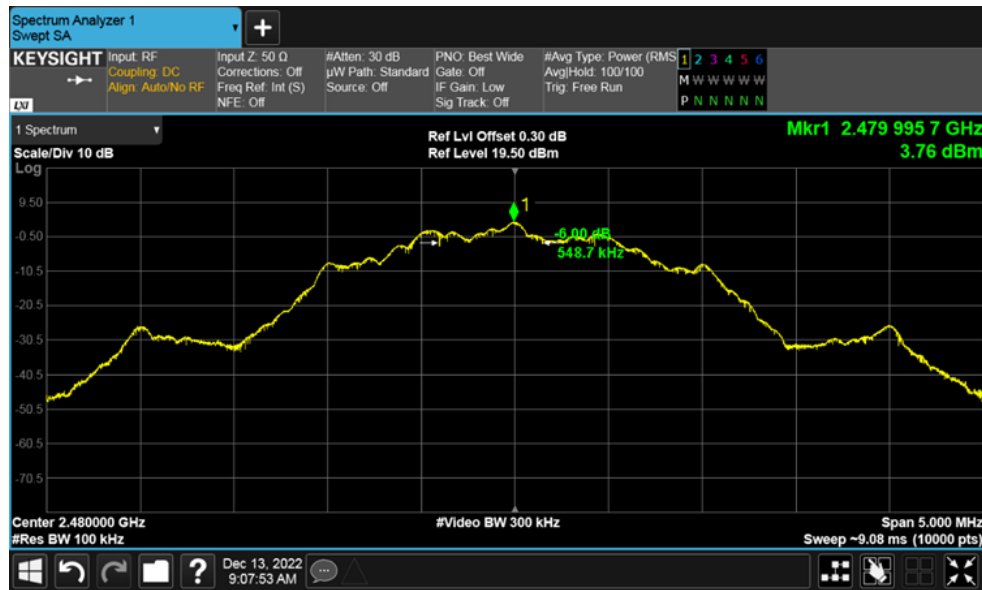 Spectrum Analyzer 1
Swept SA
+
KEYSIGHT
LXI
Input: RF
Coupling: DC
Align: Auto/No RF
Input Z: 50 Ω
Corrections: Off
Freq Ref: Int (S)
NFE: Off
#Atten: 30 dB
µW Path: Standard
Source: Off
PNO: Best Wide
Gate: Off
IF Gain: Low
Sig Track: Off
#Avg Type: Power (RMS
Avg|Hold: 100/100
Trig: Free Run
1 2 3 4 5 6
M W W W W W
P N N N N N
1 Spectrum
Scale/Div 10 dB
Ref Lvl Offset 0.30 dB
Ref Level 19.50 dBm
Mkr1 2.479 995 7 GHz
3.76 dBm
Log
9.50
-0.50
-10.5
-20.5
-30.5
-40.5
-50.5
-60.5
-70.5
1
-6.00 dB
548.7 kHz
Center 2.480000 GHz
#Res BW 100 kHz
#Video BW 300 kHz
Span 5.000 MHz
Sweep ~9.08 ms (10000 pts)
?
Dec 13, 2022
9:07:53 AM